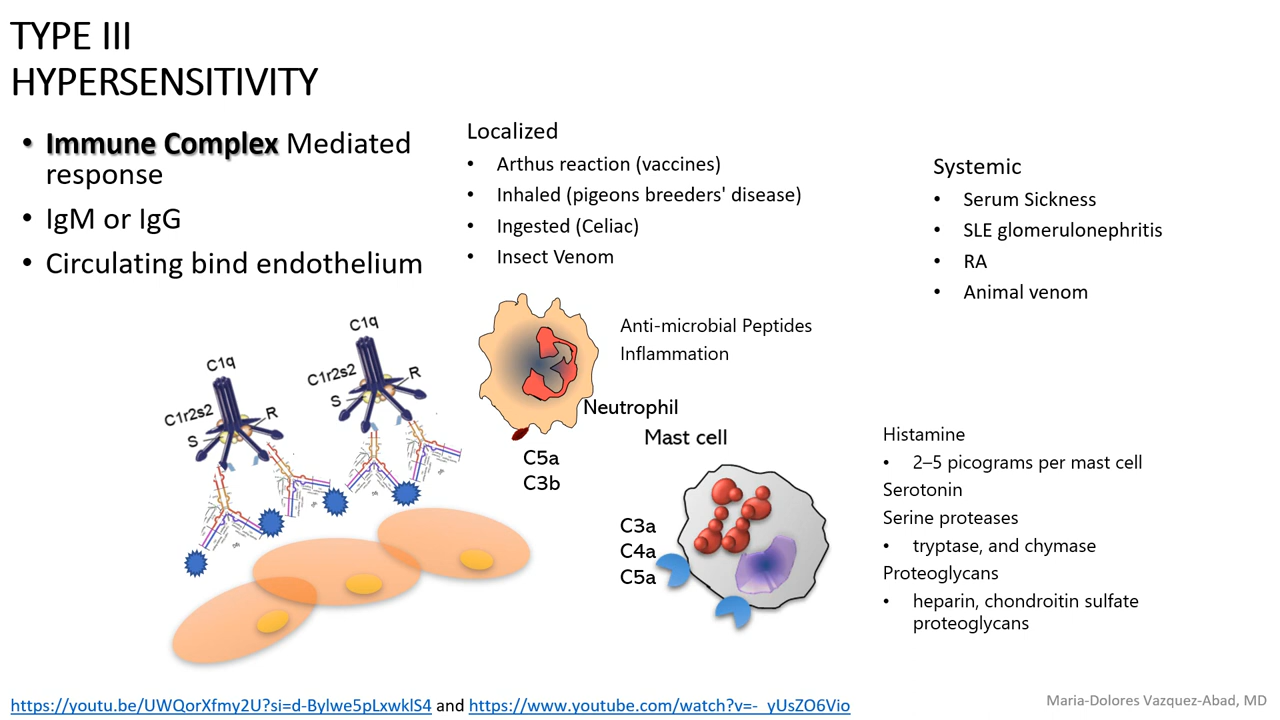 TYPE III
HYPERSENSITIVITY
• Immune Complex Mediated
response
• IgM or IgG
• Circulating bind endothelium
Localized
• Arthus reaction (vaccines)
• Inhaled (pigeons breeders' disease)
• Ingested (Celiac)
• Insect Venom
Systemic
• Serum Sickness
• SLE glomerulonephritis
• RA
• Animal venom
C1q
C1r2s2
S
R
C1q
C1r2s2
S
R
Anti-microbial Peptides
Inflammation
Neutrophil
C5a
C3b
Mast cell
C3a
C4a
C5a
Histamine
• 2–5 picograms per mast cell
Serotonin
Serine proteases
• tryptase, and chymase
Proteoglycans
• heparin, chondroitin sulfate
proteoglycans
https://youtu.be/UWQorXfmy2U?si=d-Bylwe5pLxwklS4 and https://www.youtube.com/watch?v=-_yUsZO6Vio
Maria-Dolores Vazquez-Abad, MD